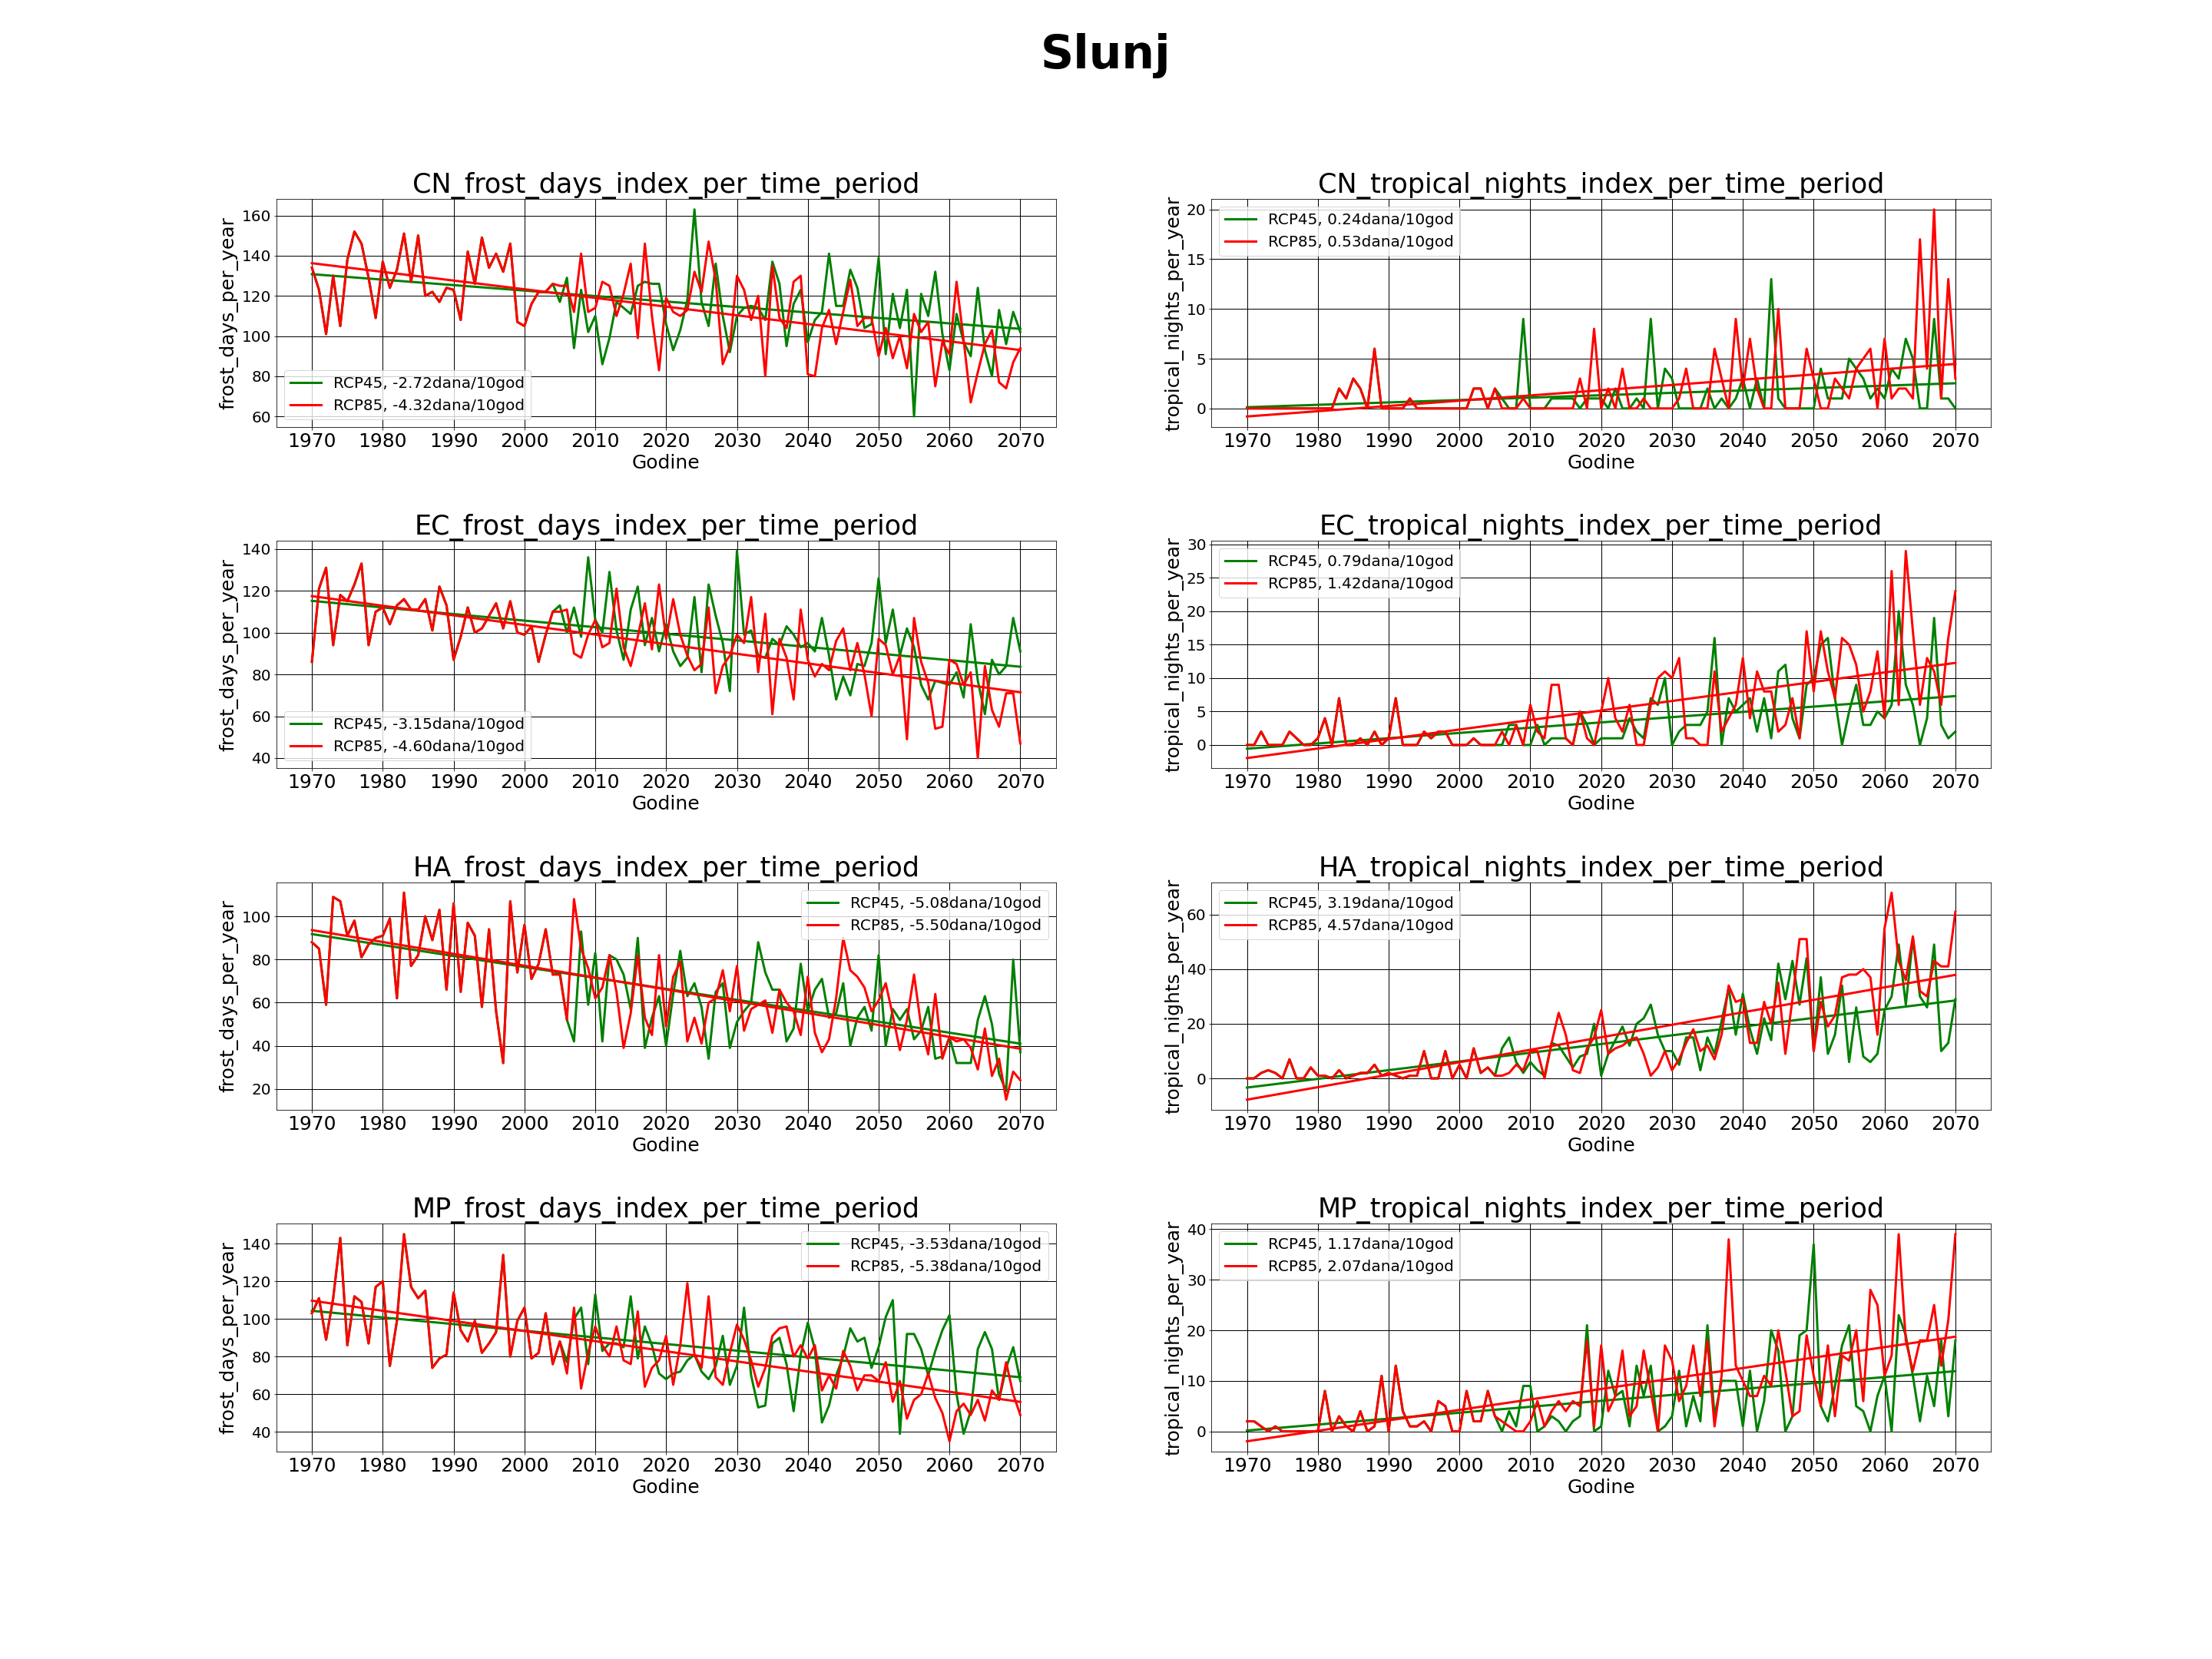 Slunj
CN_frost_days_index_per_time_period
frost_days_per_year
160
140
120
100
80
60
RCP45, -2.72dana/10god
RCP85, -4.32dana/10god
1970 1980 1990 2000 2010 2020 2030 2040 2050 2060 2070
Godine
CN_tropical_nights_index_per_time_period
tropical_nights_per_year
20
15
10
5
0
RCP45, 0.24dana/10god
RCP85, 0.53dana/10god
1970 1980 1990 2000 2010 2020 2030 2040 2050 2060 2070
Godine
EC_frost_days_index_per_time_period
frost_days_per_year
140
120
100
80
60
40
RCP45, -3.15dana/10god
RCP85, -4.60dana/10god
1970 1980 1990 2000 2010 2020 2030 2040 2050 2060 2070
Godine
EC_tropical_nights_index_per_time_period
tropical_nights_per_year
30
25
20
15
10
5
0
RCP45, 0.79dana/10god
RCP85, 1.42dana/10god
1970 1980 1990 2000 2010 2020 2030 2040 2050 2060 2070
Godine
HA_frost_days_index_per_time_period
frost_days_per_year
100
80
60
40
20
RCP45, -5.08dana/10god
RCP85, -5.50dana/10god
1970 1980 1990 2000 2010 2020 2030 2040 2050 2060 2070
Godine
HA_tropical_nights_index_per_time_period
tropical_nights_per_year
60
40
20
0
RCP45, 3.19dana/10god
RCP85, 4.57dana/10god
1970 1980 1990 2000 2010 2020 2030 2040 2050 2060 2070
Godine
MP_frost_days_index_per_time_period
frost_days_per_year
140
120
100
80
60
40
RCP45, -3.53dana/10god
RCP85, -5.38dana/10god
1970 1980 1990 2000 2010 2020 2030 2040 2050 2060 2070
Godine
MP_tropical_nights_index_per_time_period
tropical_nights_per_year
40
30
20
10
0
RCP45, 1.17dana/10god
RCP85, 2.07dana/10god
1970 1980 1990 2000 2010 2020 2030 2040 2050 2060 2070
Godine